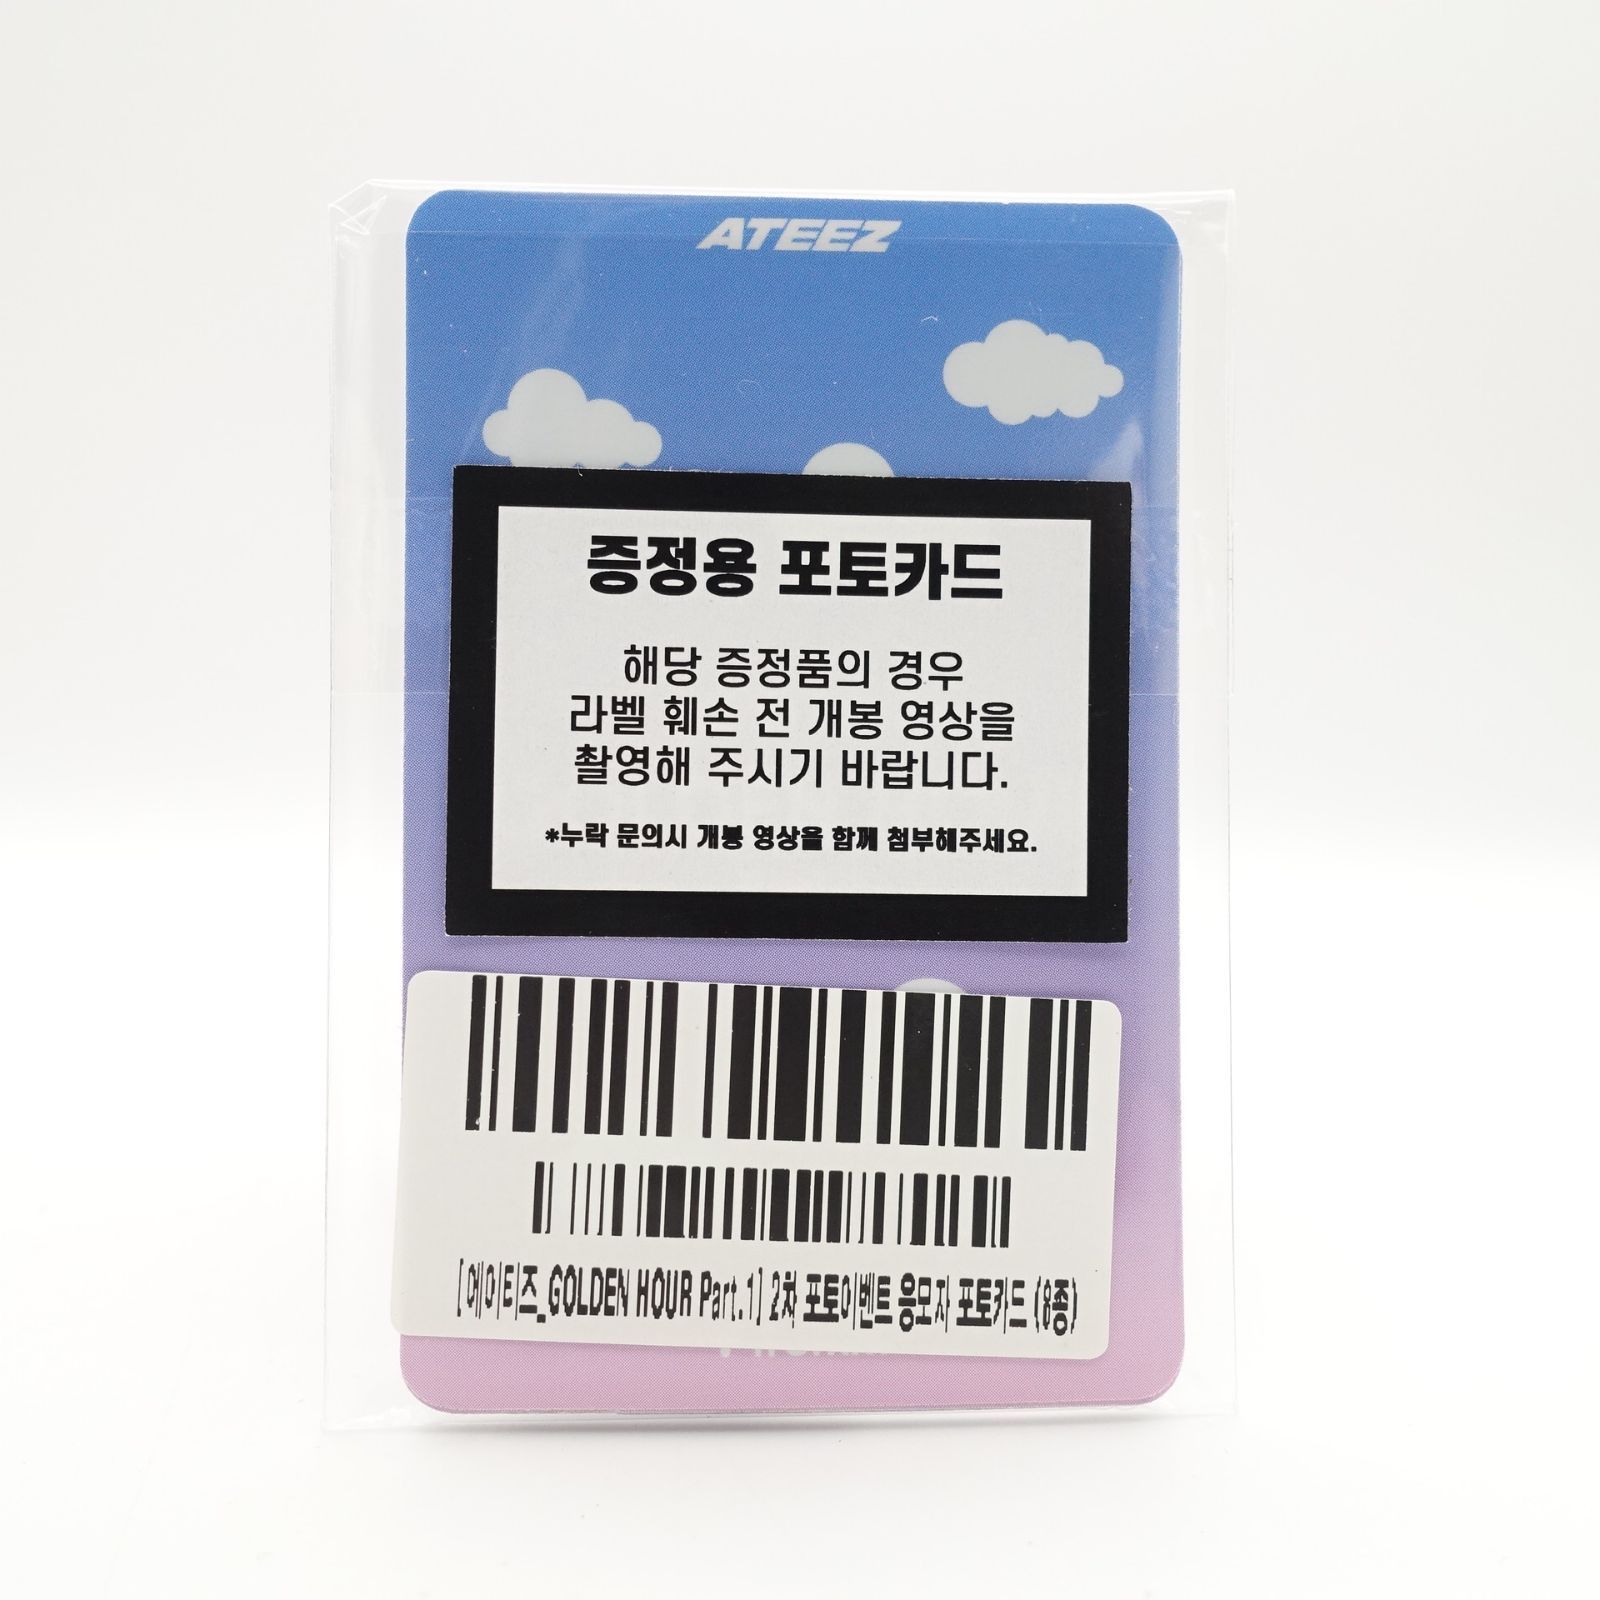 ATEEZ
증정용 포토카드
해당 증정품의 경우
라벨 훼손 전 개봉 영상을
촬영해 주시기 바랍니다.
*누락 문의시 개봉 영상을 함께 첨부해주세요.
[에이티즈_GOLDEN HOUR Part.1] 2차 포토이벤트 응모자 포토카드 (8종)